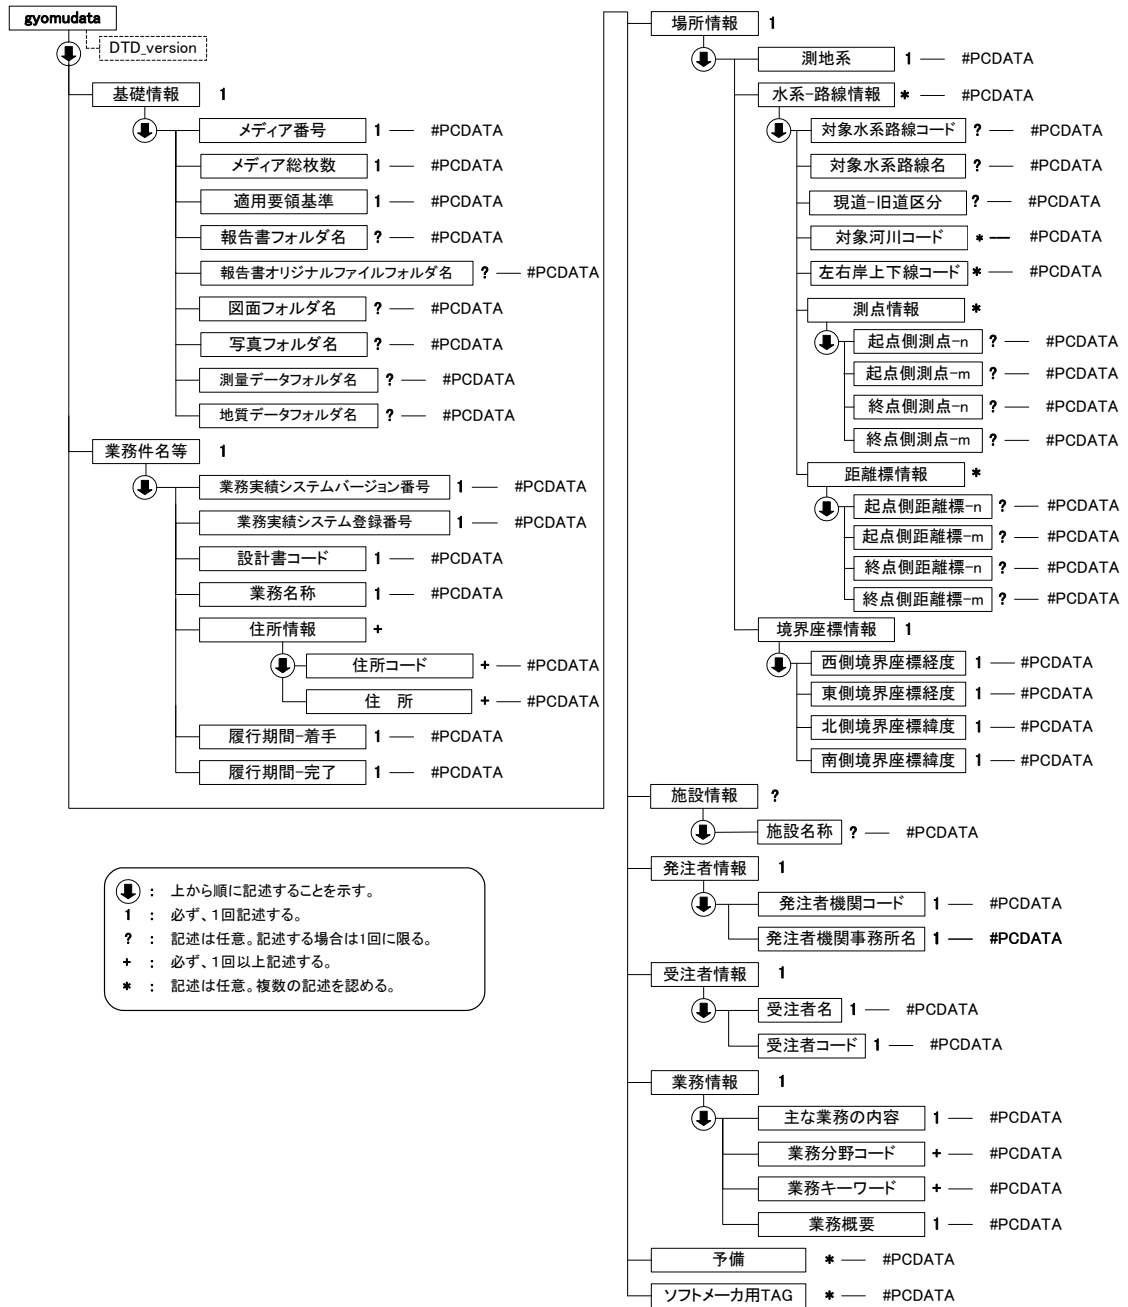 gyomudata
DTD_version
基礎情報 1
メディア番号 1 #PCDATA
メディア総枚数 1 #PCDATA
適用要領基準 1 #PCDATA
報告書フォルダ名 ? #PCDATA
報告書オリジナルファイルフォルダ名 ? #PCDATA
図面フォルダ名 ? #PCDATA
写真フォルダ名 ? #PCDATA
測量データフォルダ名 ? #PCDATA
地質データフォルダ名 ? #PCDATA
業務件名等 1
業務実績システムバージョン番号 1 #PCDATA
業務実績システム登録番号 1 #PCDATA
設計書コード 1 #PCDATA
業務名称 1 #PCDATA
住所情報 +
住所コード + #PCDATA
住 所 + #PCDATA
履行期間-着手 1 #PCDATA
履行期間-完了 1 #PCDATA
: 上から順に記述することを示す。
1 : 必ず、1回記述する。
? : 記述は任意。記述する場合は1回に限る。
+ : 必ず、1回以上記述する。
* : 記述は任意。複数の記述を認める。
場所情報 1
測地系 1 #PCDATA
水系-路線情報 * #PCDATA
対象水系路線コード ? #PCDATA
対象水系路線名 ? #PCDATA
現道-旧道区分 ? #PCDATA
対象河川コード * #PCDATA
左右岸上下線コード * #PCDATA
測点情報 *
起点側測点-n ? #PCDATA
起点側測点-m ? #PCDATA
終点側測点-n ? #PCDATA
終点側測点-m ? #PCDATA
距離標情報 *
起点側距離標-n ? #PCDATA
起点側距離標-m ? #PCDATA
終点側距離標-n ? #PCDATA
終点側距離標-m ? #PCDATA
境界座標情報 1
西側境界座標経度 1 #PCDATA
東側境界座標経度 1 #PCDATA
北側境界座標緯度 1 #PCDATA
南側境界座標緯度 1 #PCDATA
施設情報 ?
施設名称 ? #PCDATA
発注者情報 1
発注者機関コード 1 #PCDATA
発注者機関事務所名 1 #PCDATA
受注者情報 1
受注者名 1 #PCDATA
受注者コード 1 #PCDATA
業務情報 1
主な業務の内容 1 #PCDATA
業務分野コード + #PCDATA
業務キーワード + #PCDATA
業務概要 1 #PCDATA
予備 * #PCDATA
ソフトメーカ用TAG * #PCDATA